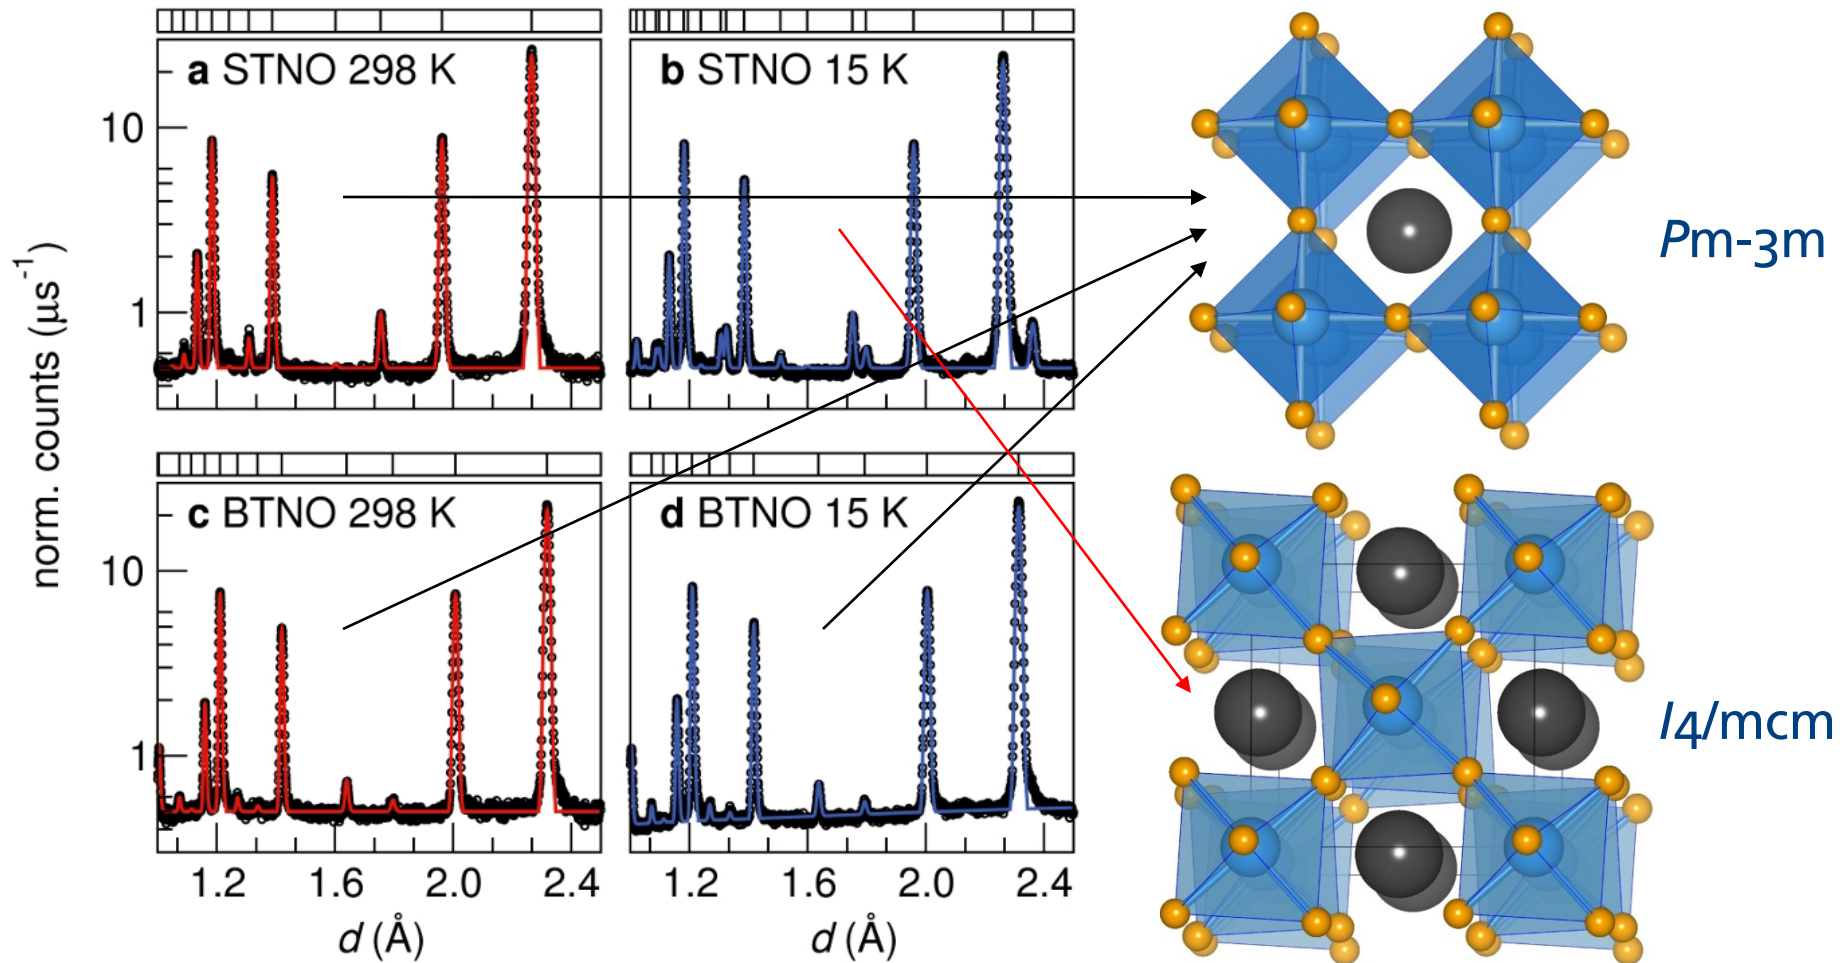 a STNO 298 K
b STNO 15 K
10
1
Pm-3m
norm. counts (μs-1)
c BTNO 298 K
d BTNO 15 K
10
1
I4/mcm
1.2 1.6 2.0 2.4
1.2 1.6 2.0 2.4
d (Å)
d (Å)